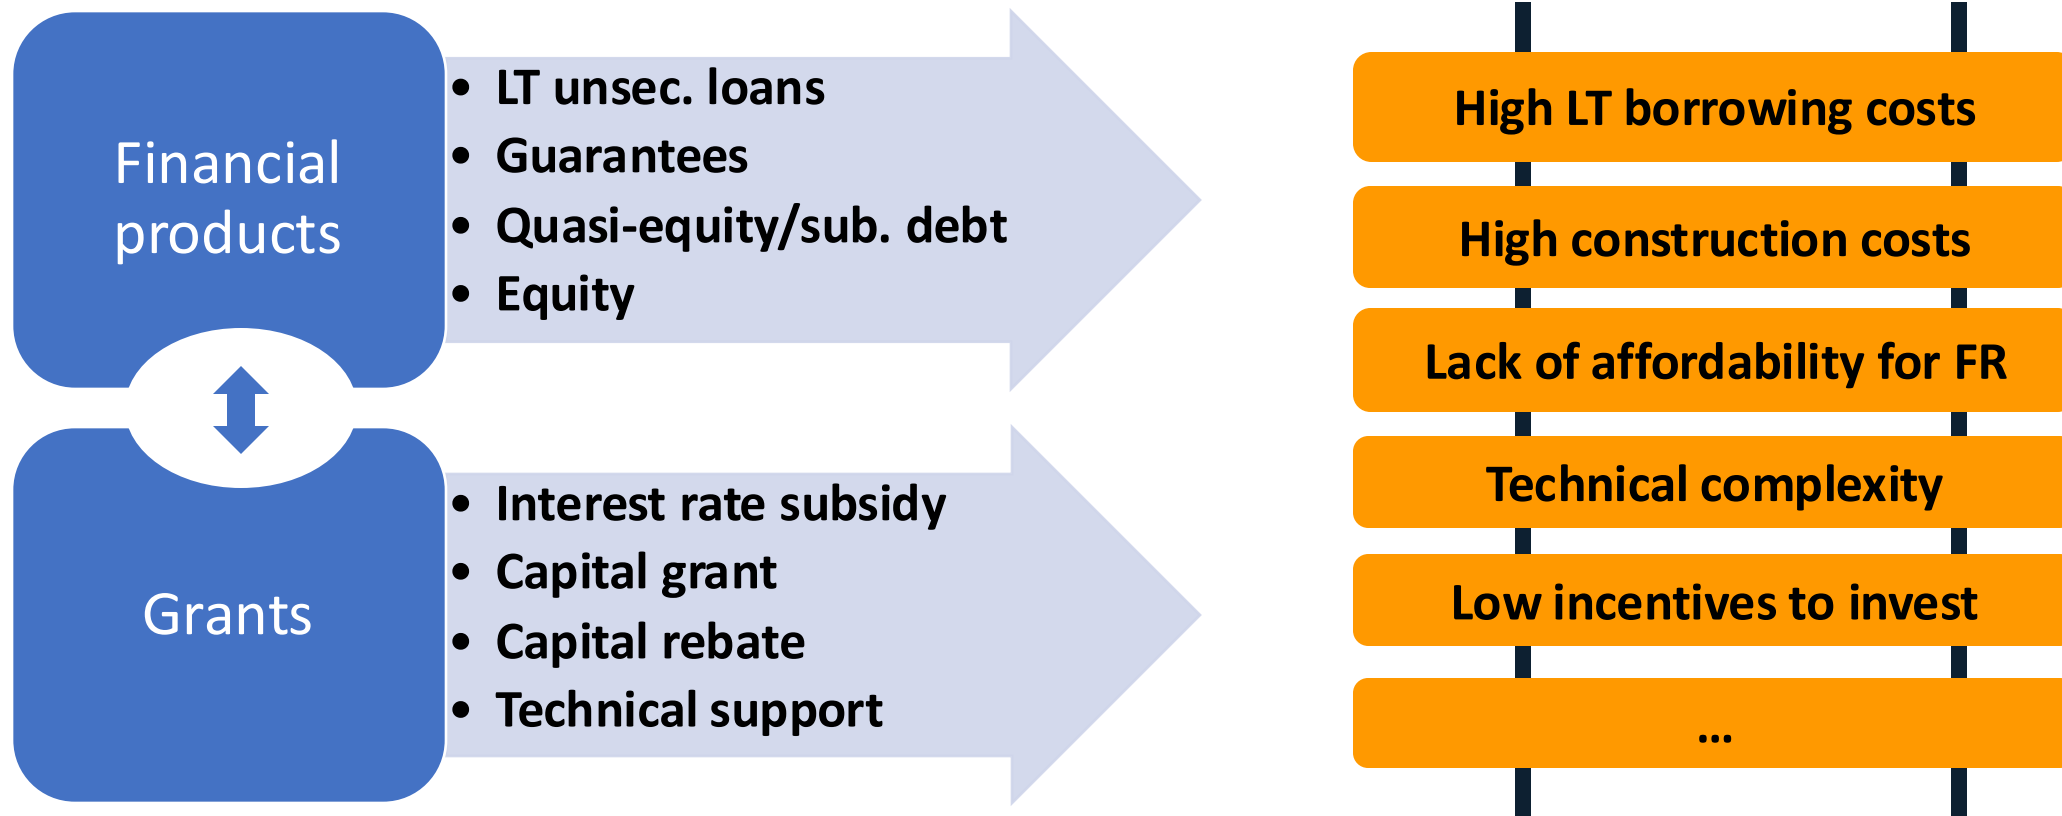 Financial
products
• LT unsec. loans
• Guarantees
• Quasi-equity/sub. debt
• Equity
Grants
• Interest rate subsidy
• Capital grant
• Capital rebate
• Technical support
High LT borrowing costs
High construction costs
Lack of affordability for FR
Technical complexity
Low incentives to invest
...